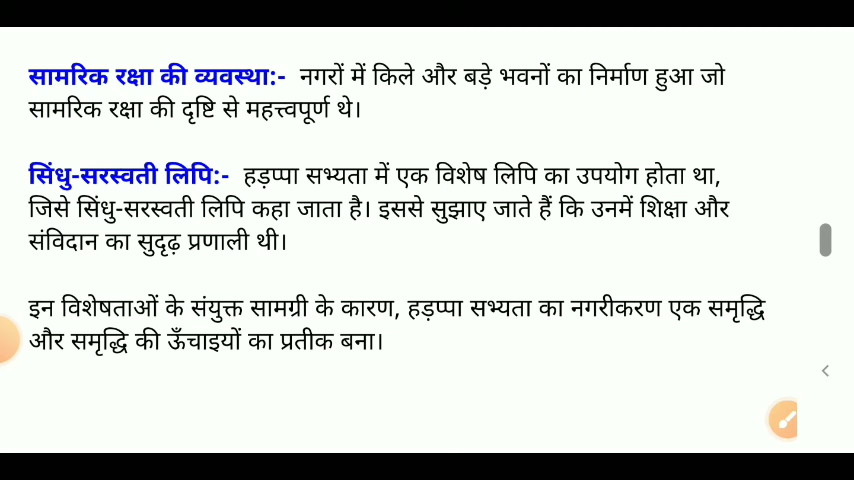 सामरिक रक्षा की व्यवस्था:- नगरों में किले और बड़े भवनों का निर्माण हुआ जो
सामरिक रक्षा की दृष्टि से महत्त्वपूर्ण थे।
सिंधु-सरस्वती लिपि:- हड़प्पा सभ्यता में एक विशेष लिपि का उपयोग होता था,
जिसे सिंधु-सरस्वती लिपि कहा जाता है। इससे सुझाए जाते हैं कि उनमें शिक्षा और
संविदान का सुदृढ़ प्रणाली थी।
इन विशेषताओं के संयुक्त सामग्री के कारण, हड़प्पा सभ्यता का नगरीकरण एक समृद्धि
और समृद्धि की ऊँचाइयों का प्रतीक बना।